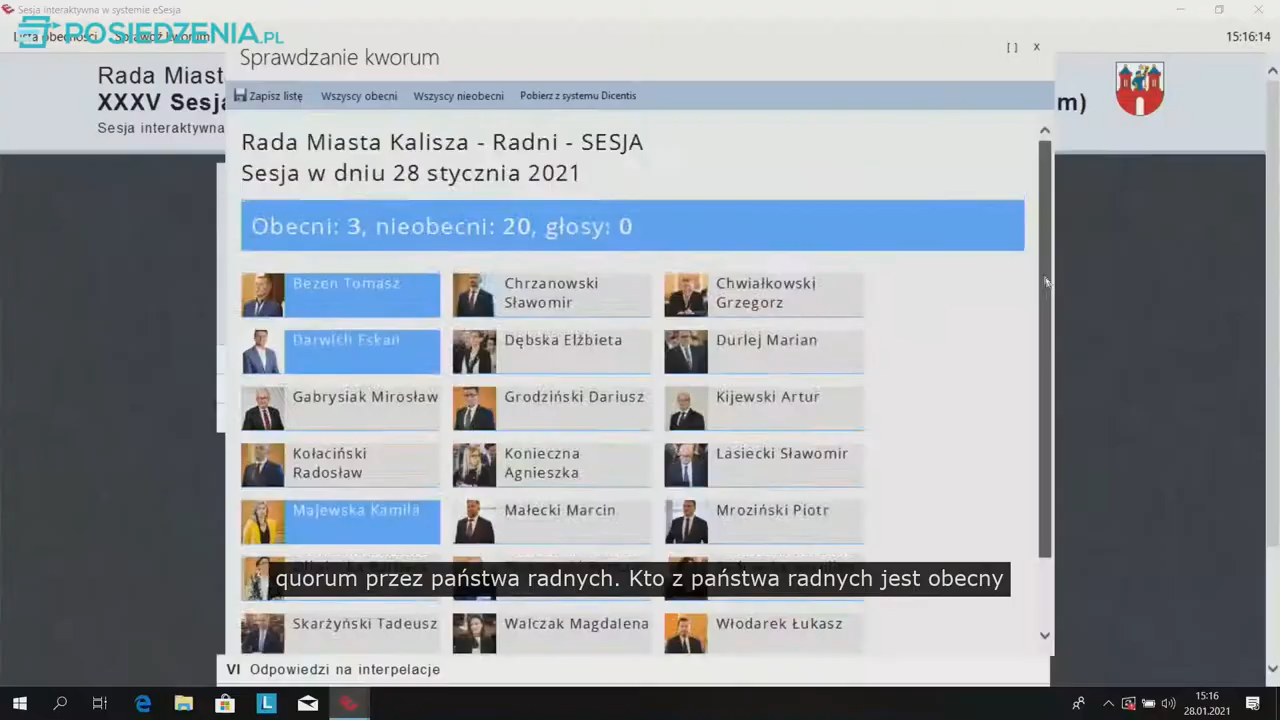 Sesja interaktywna w systemie eSesja
POSIEDZENIA.PL
Lista obecności Sprawdź kworum
15:16:14
Sprawdzanie kworum
[ ] x
Rada Miast
XXXV Sesja
m)
Sesja interaktywna
Zapisz listę Wszyscy obecni Wszyscy nieobecni Pobierz z systemu Dicentis
Rada Miasta Kalisza - Radni - SESJA
Sesja w dniu 28 stycznia 2021
Obecni: 3, nieobecni: 20, głosy: 0
Bezen Tomasz
Chrzanowski
Sławomir
Chwiałkowski
Grzegorz
Darwich Eskan
Dębska Elżbieta
Durlej Marian
Gabrysiak Mirosław
Grodziński Dariusz
Kijewski Artur
Kołaciński
Radosław
Konieczna
Agnieszka
Lasiecki Sławomir
Majewska Kamila
Małecki Marcin
Mroziński Piotr
quorum przez państwa radnych. Kto z państwa radnych jest obecny
Skarżyński Tadeusz
Walczak Magdalena
Włodarek Łukasz
VI Odpowiedzi na interpelacje
15:16
28.01.2021